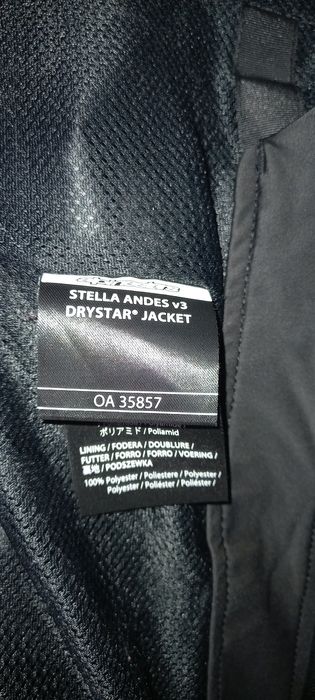 STELLA ANDES v3
DRYSTAR® JACKET
OA 35857
ポリアミド / Poliamid
LINING / FODERA / DOUBLURE /
FUTTER / FORRO / FORRO / VOERING /
裏地 / PODSZEWKA
100% Polyester / Poliestere / Polyester /
Polyester / Poliéster / Poliéster /